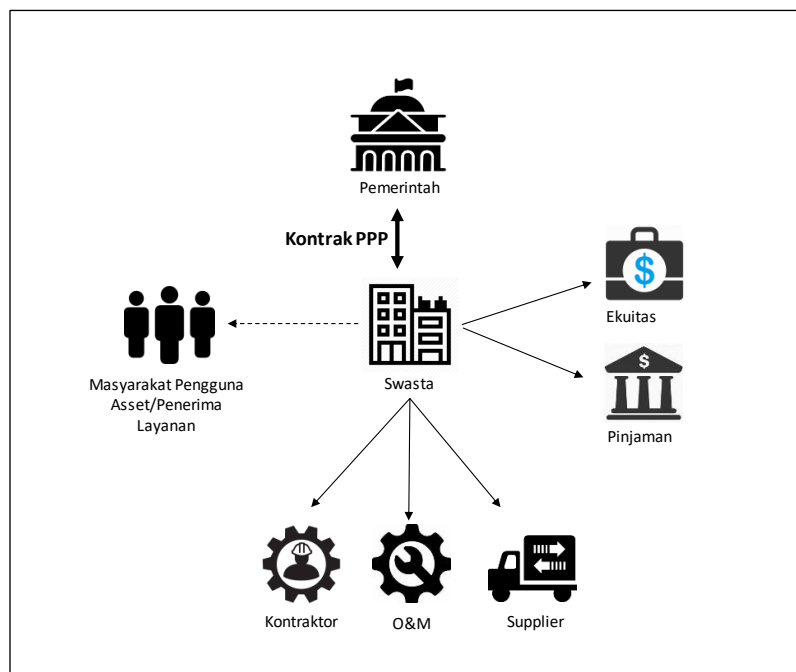 Pemerintah
Kontrak PPP
$
Ekuitas
Masyarakat Pengguna
Asset/Penerima
Layanan
Swasta
$
Pinjaman
Kontraktor
O&M
Supplier